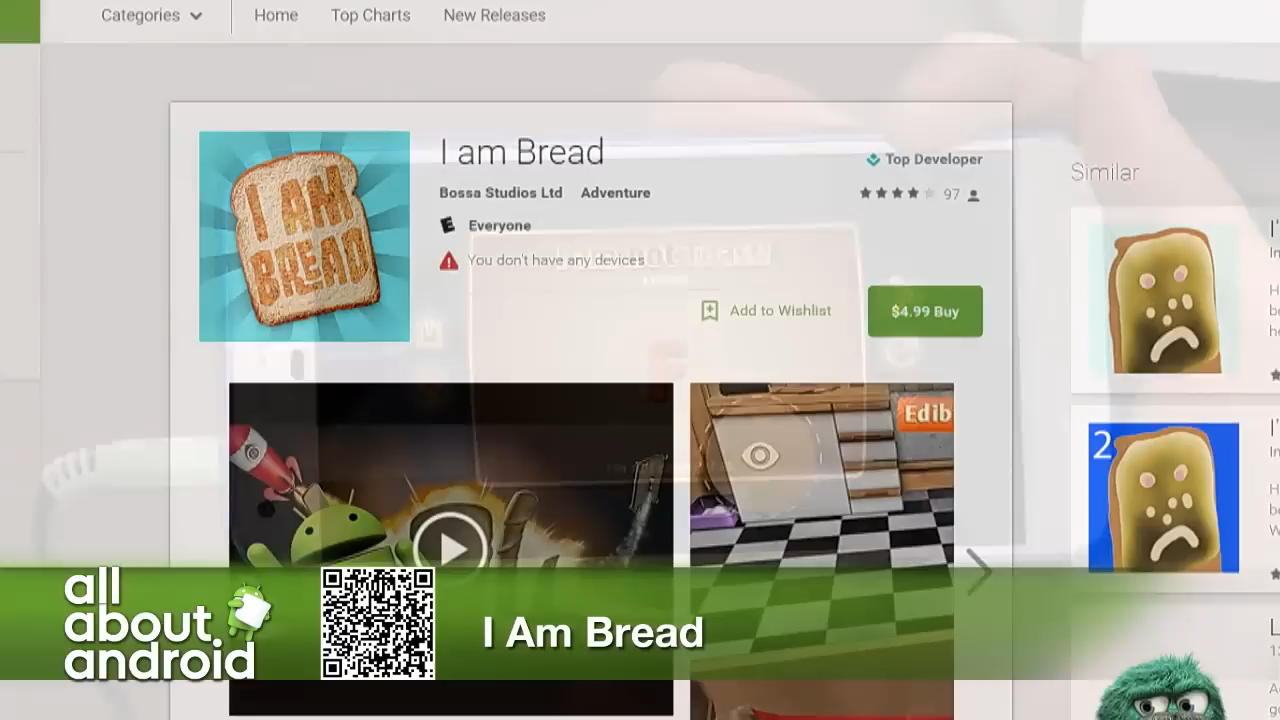 Categories
Home
Top Charts
New Releases
I am Bread
Bossa Studios Ltd Adventure
Top Developer
97
Everyone
You don't have any devices
Add to Wishlist
$4.99 Buy
I AM
BREAD
Similar
Edib
2
all
about
android
I Am Bread